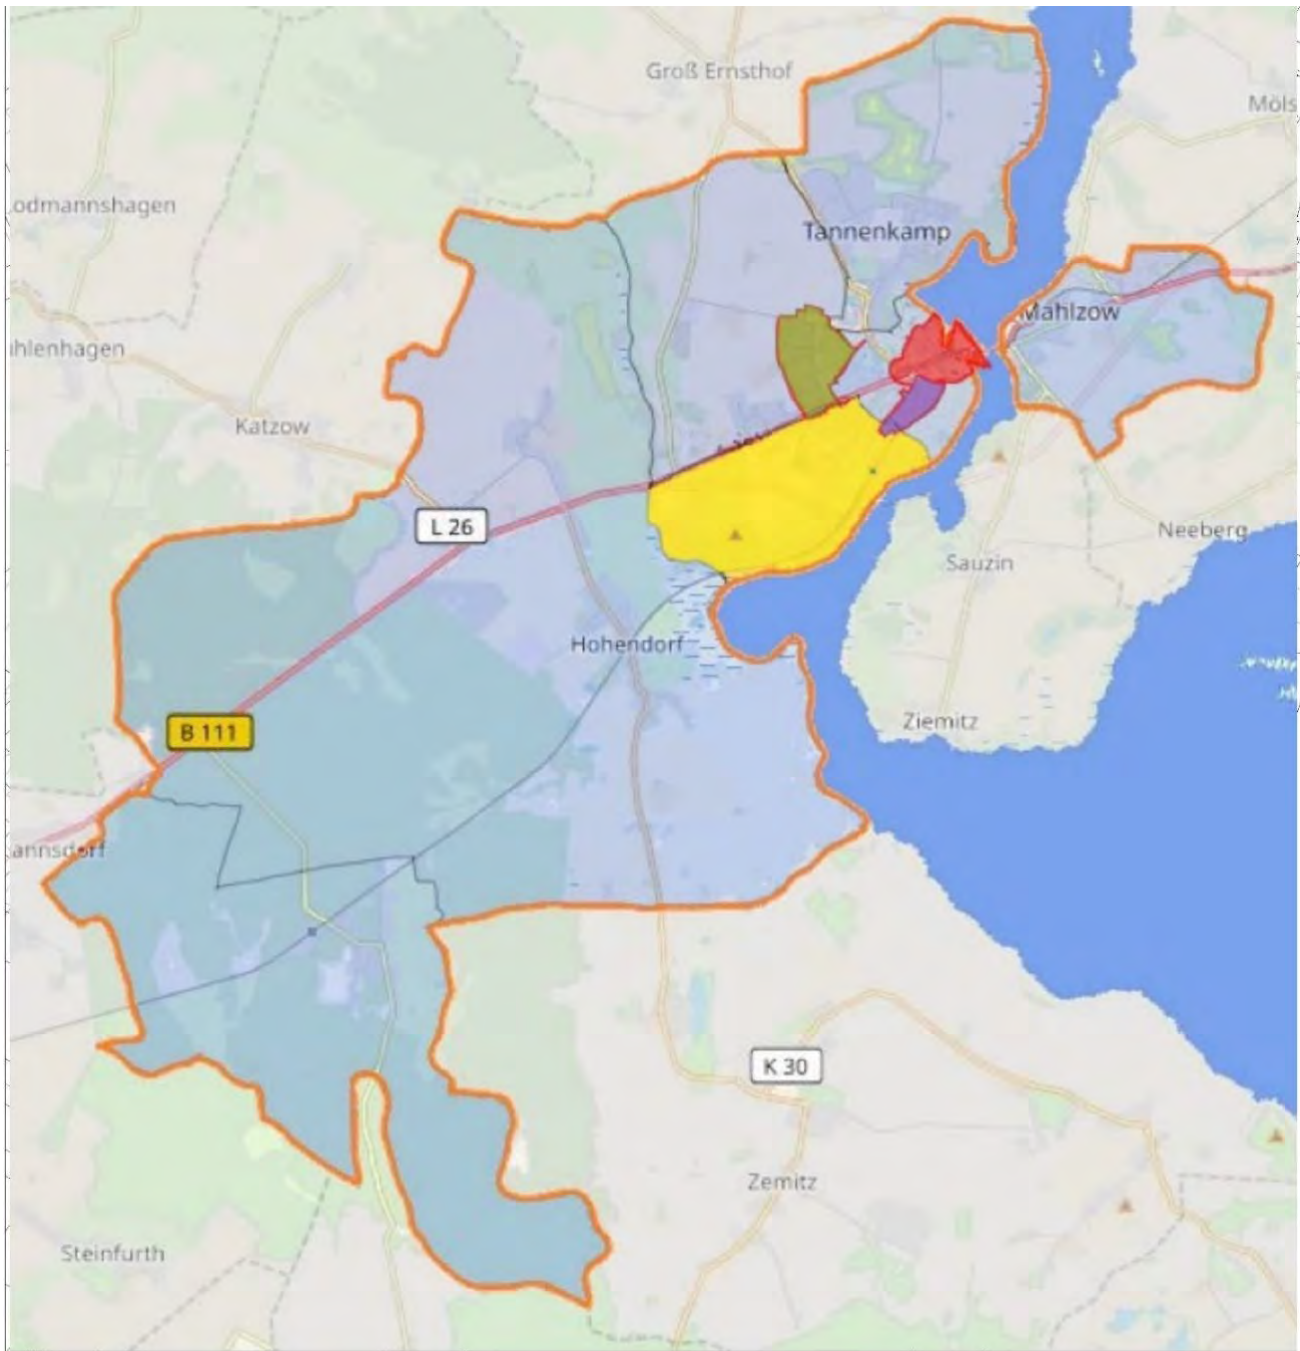 Groß Ernsthof
Möls
odmannshagen
Tannenkamp
Mahlzow
hlenhagen
Katzow
L 26
Neeberg
Sauzin
Hohendorf
Ziemitz
B 111
annsdorf
K 30
Zemitz
Steinfurth